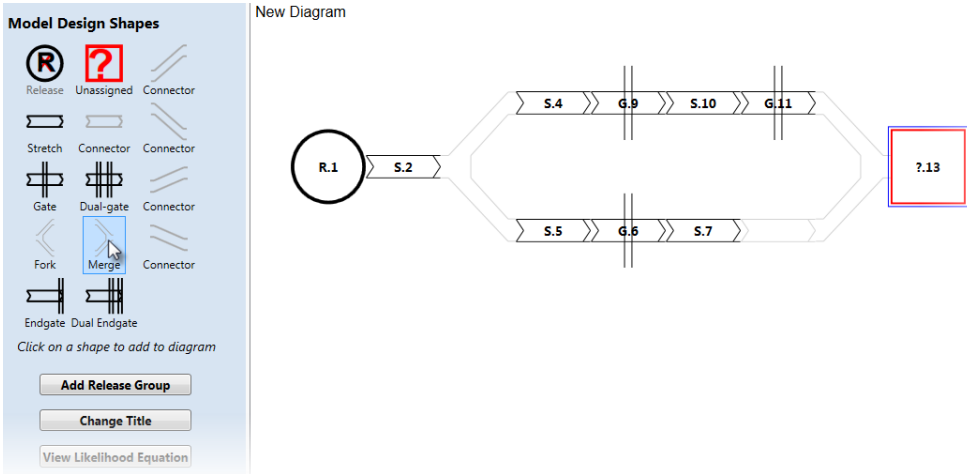 New Diagram
Model Design Shapes
R
?
Release Unassigned Connector
Stretch Connector Connector
Gate Dual-gate Connector
Fork Merge Connector
Endgate Dual Endgate
Click on a shape to add to diagram
Add Release Group
Change Title
View Likelihood Equation
S.4 G.9 S.10 G.11
R.1 S.2 ?.13
S.5 G.6 S.7